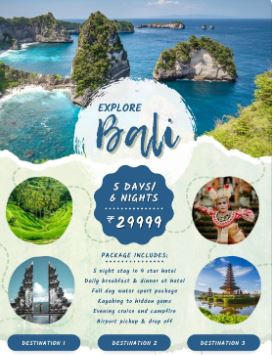 EXPLORE
Bali
5 DAYS/
6 NIGHTS
₹29999
PACKAGE INCLUDES:
5 night stay in 4 star hotel
Daily breakfast & dinner at hotel
Full day water sport package
Kayaking to hidden gems
Evening cruise and campfire
Airport pickup & drop off
DESTINATION 1
DESTINATION 2
DESTINATION 3